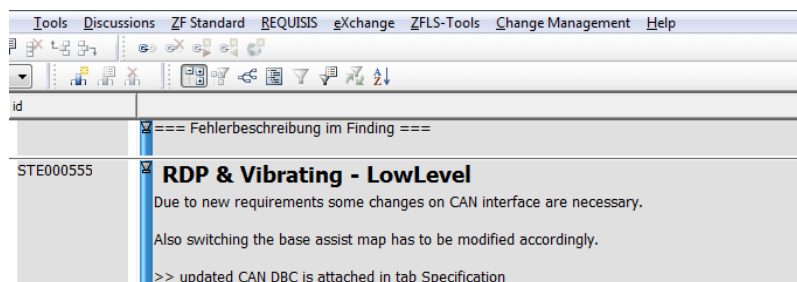 Tools Discussions ZF Standard REQUISIS eXchange ZFLS-Tools Change Management Help
id
=== Fehlerbeschreibung im Finding ===
STE000555 RDP & Vibrating - LowLevel
Due to new requirements some changes on CAN interface are necessary.
Also switching the base assist map has to be modified accordingly.
>> updated CAN DBC is attached in tab Specification